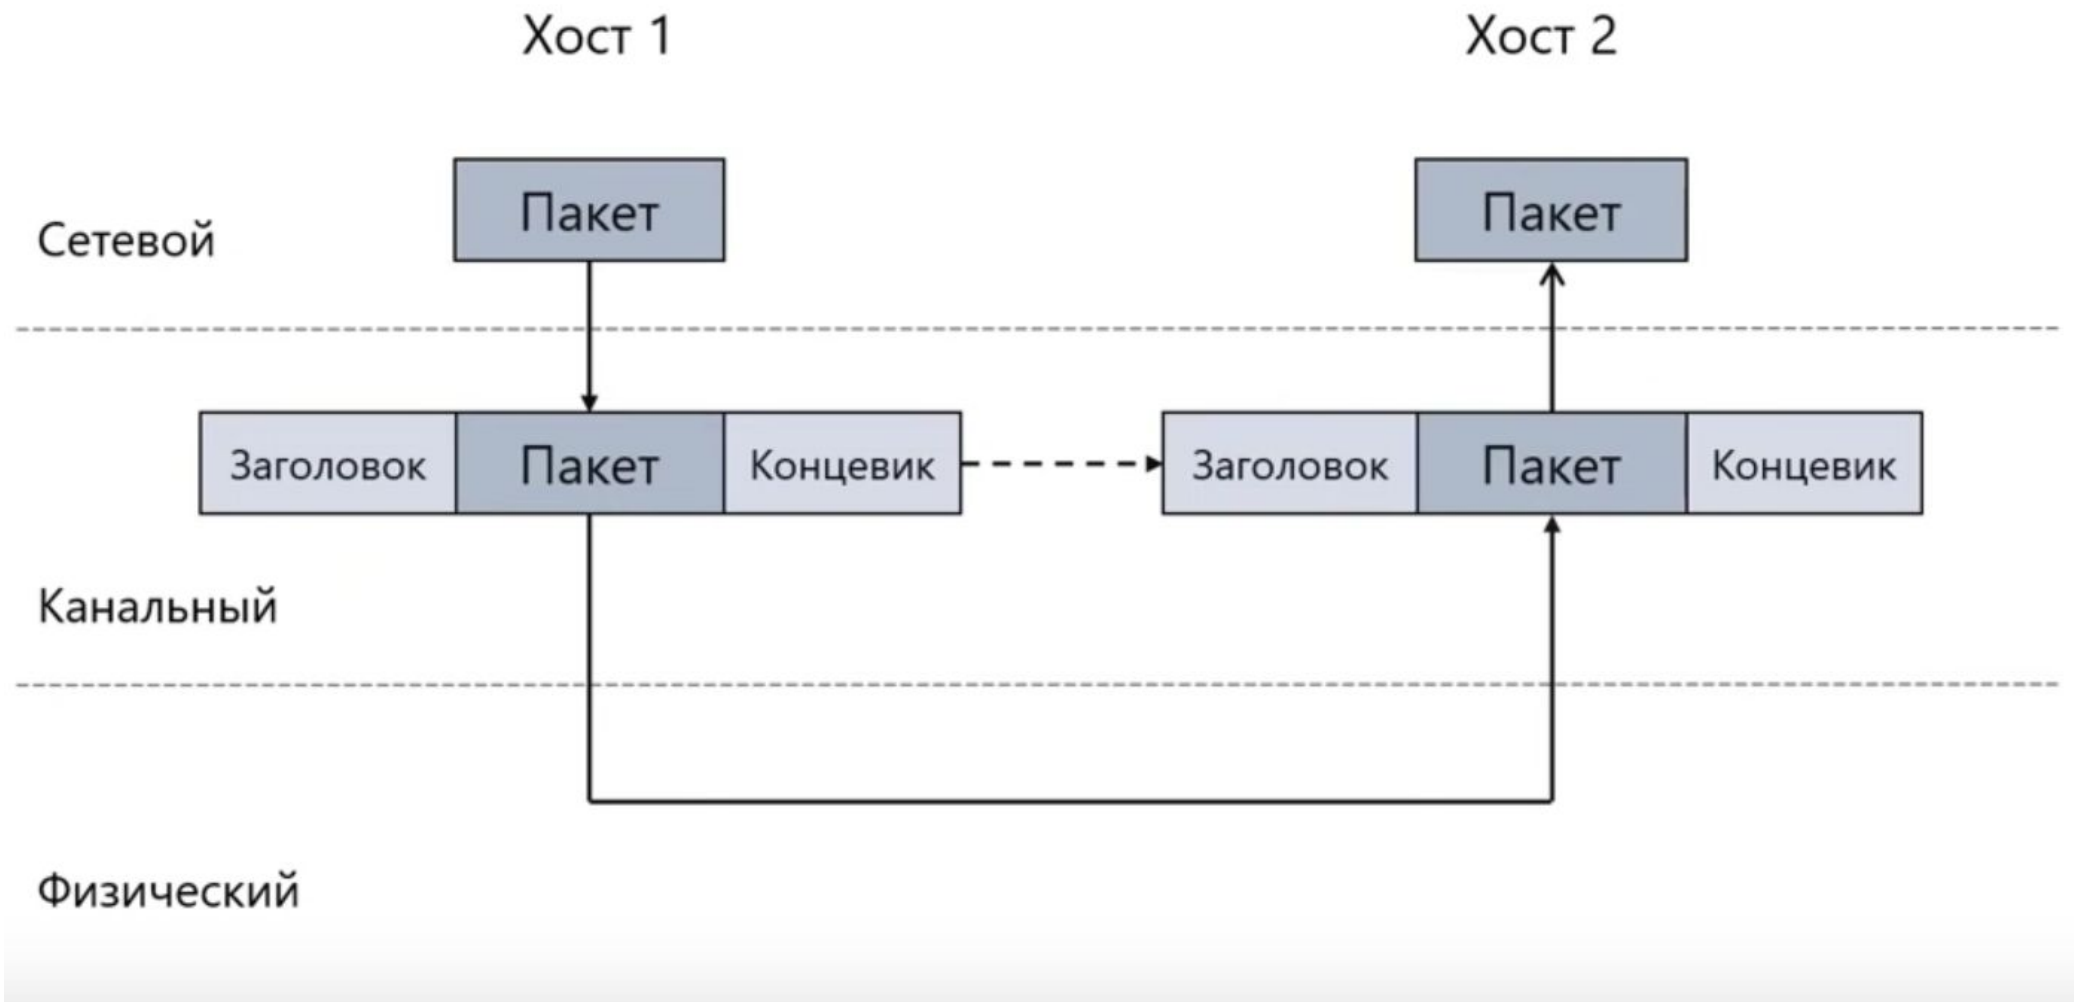 Хост 1
Хост 2
Сетевой
Пакет
Пакет
Заголовок
Пакет
Концевик
Заголовок
Пакет
Концевик
Канальный
Физический